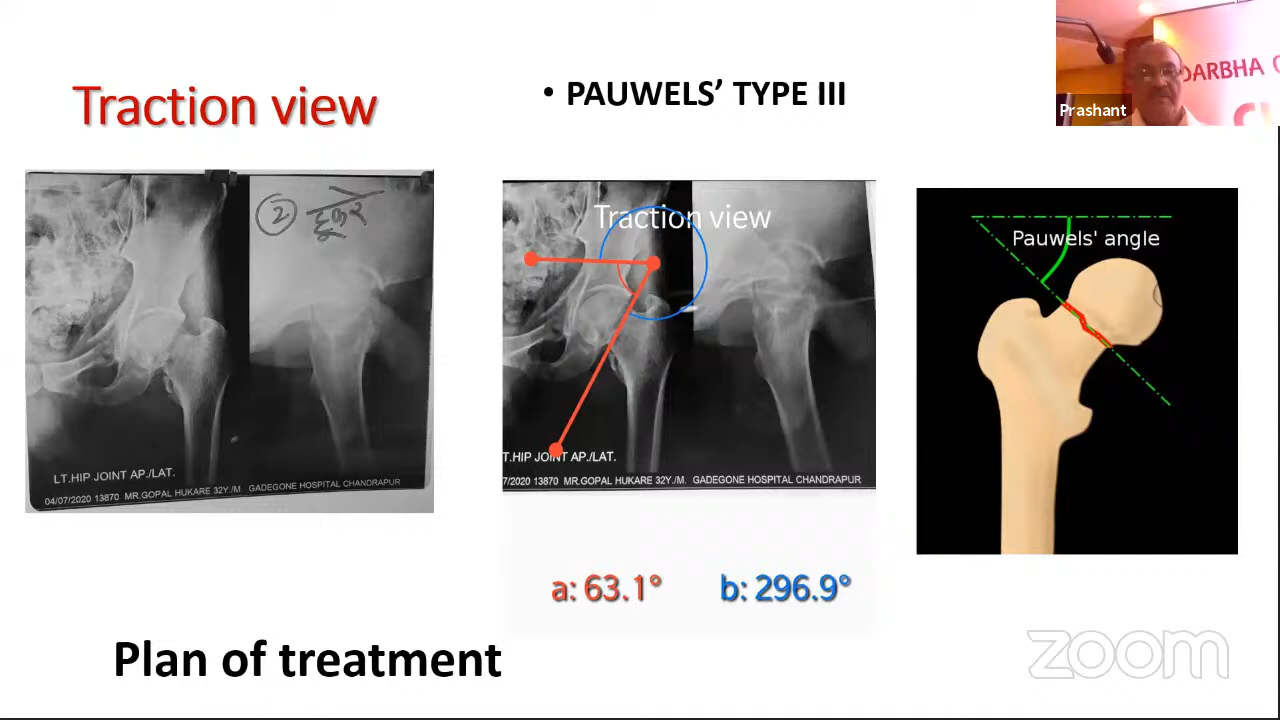 Traction view
• PAUWELS’ TYPE III
DARBHA
Prashant
2
LT.HIP JOINT AP./LAT.
04/07/2020 13870 MR.GOPAL HUKARE 32Y./M. GADEGONE HOSPITAL CHANDRAPUR
Traction view
T.HIP JOINT AP./LAT.
7/2020 13870 MR.GOPAL HUKARE 32Y./M. GADEGONE HOSPITAL CHANDRAPUR
a: 63.1° b: 296.9°
Pauwels' angle
Plan of treatment
zoom